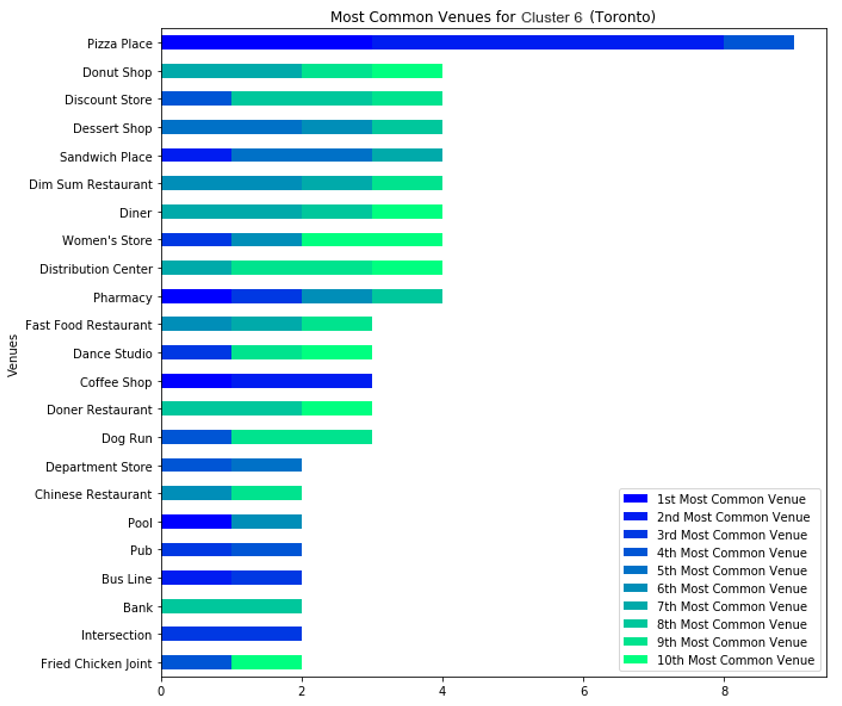 Most Common Venues for Cluster 6 (Toronto)
Venues
Pizza Place
Donut Shop
Discount Store
Dessert Shop
Sandwich Place
Dim Sum Restaurant
Diner
Women's Store
Distribution Center
Pharmacy
Fast Food Restaurant
Dance Studio
Coffee Shop
Doner Restaurant
Dog Run
Department Store
Chinese Restaurant
Pool
Pub
Bus Line
Bank
Intersection
Fried Chicken Joint
1st Most Common Venue
2nd Most Common Venue
3rd Most Common Venue
4th Most Common Venue
5th Most Common Venue
6th Most Common Venue
7th Most Common Venue
8th Most Common Venue
9th Most Common Venue
10th Most Common Venue
0 2 4 6 8